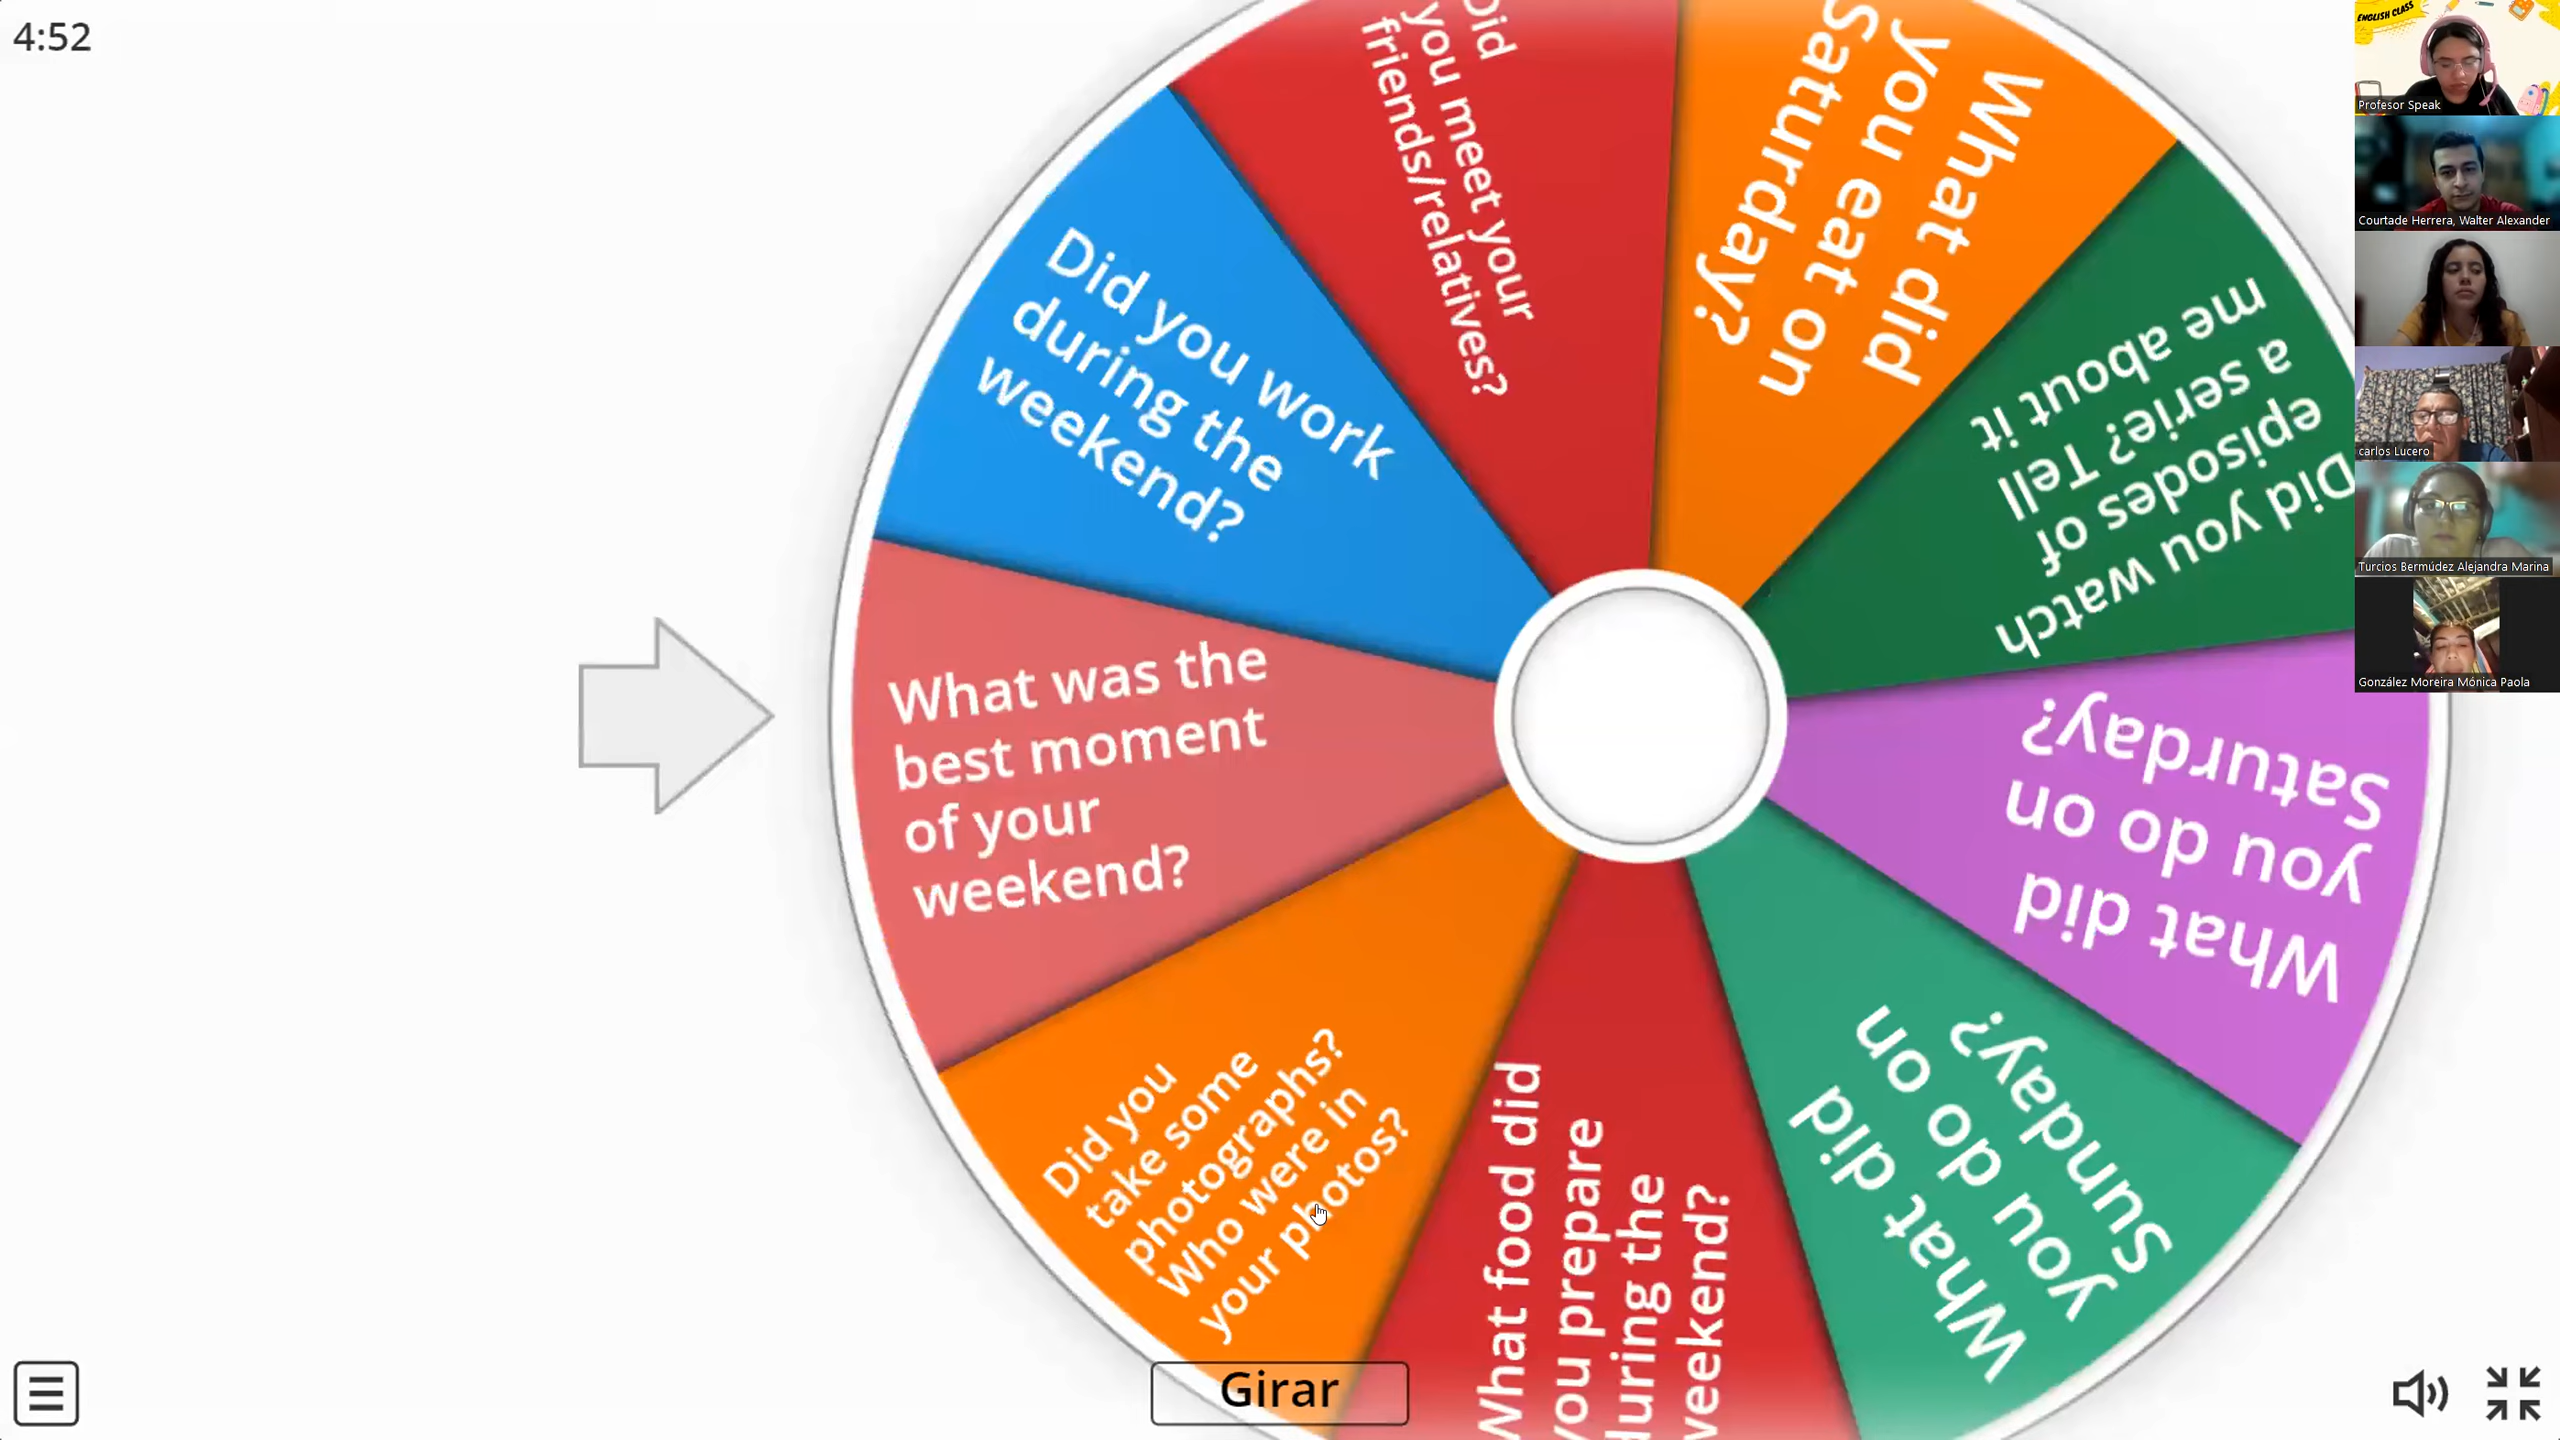 4:52
Did
you meet your
friends/relatives?
What did
you eat on
Saturday?
Did you watch
episodes of
a serie? Tell
me about it
What did
you do on
Saturday?
What did
you do on
Sunday?
What food did
you prepare
during the
weekend?
Did you
take some
photographs?
Who were in
your photos?
What was the
best moment
of your
weekend?
Did you work
during the
weekend?
Girar
ENGLISH CLASS
Profesor Speak
Courtade Herrera, Walter Alexander
carlos Lucero
Turcios Bermúdez Alejandra Marina
González Moreira Mónica Paola